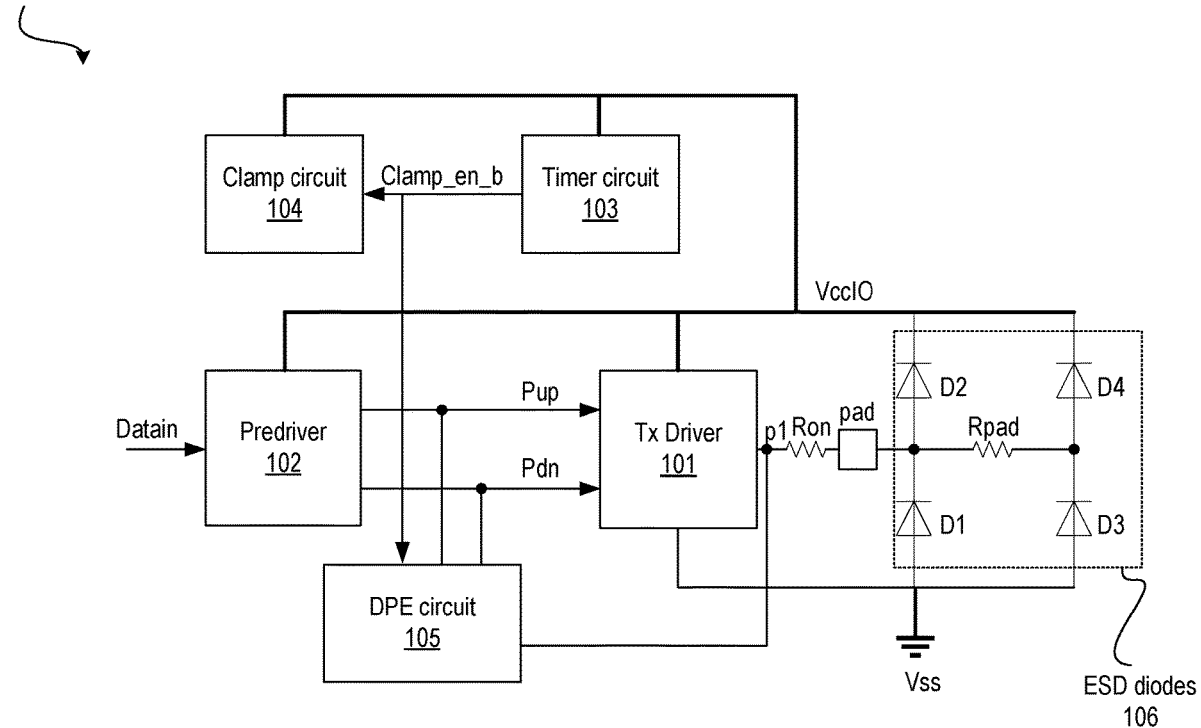 Clamp circuit
104
Clamp_en_b
Timer circuit
103
VccIO
Datain
Predriver
102
Pup
Pdn
Tx Driver
101
p1
Ron
pad
D2
D4
Rpad
D1
D3
DPE circuit
105
Vss
ESD diodes
106